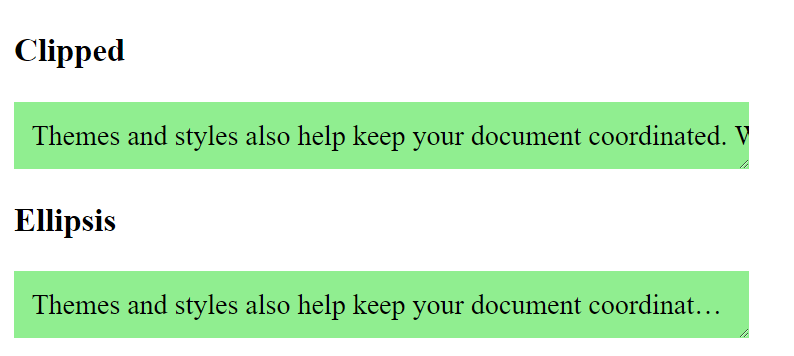 Clipped
Themes and styles also help keep your document coordinated. W
Ellipsis
Themes and styles also help keep your document coordinat…